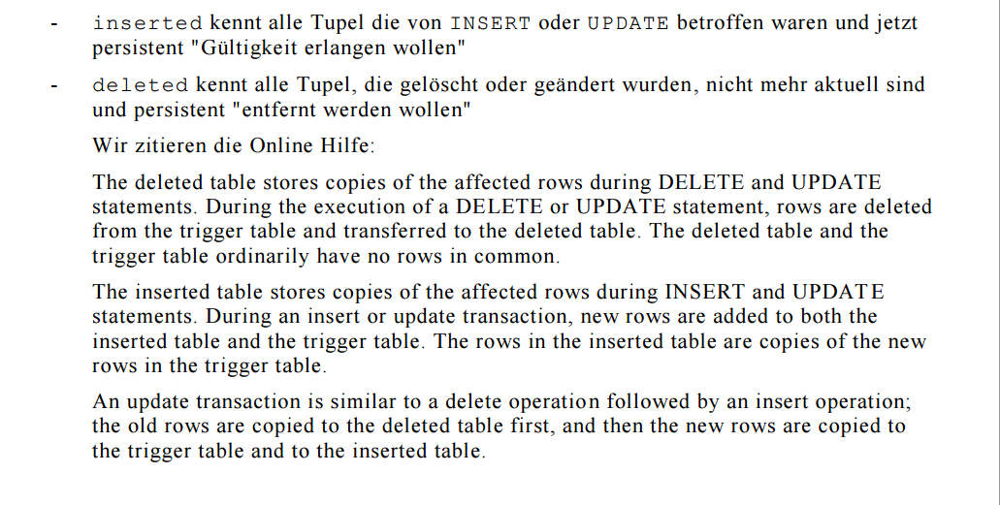 - inserted kennt alle Tupel die von INSERT oder UPDATE betroffen waren und jetzt
persistent "Gültigkeit erlangen wollen"
- deleted kennt alle Tupel, die gelöscht oder geändert wurden, nicht mehr aktuell sind
und persistent "entfernt werden wollen"
Wir zitieren die Online Hilfe:
The deleted table stores copies of the affected rows during DELETE and UPDATE
statements. During the execution of a DELETE or UPDATE statement, rows are deleted
from the trigger table and transferred to the deleted table. The deleted table and the
trigger table ordinarily have no rows in common.
The inserted table stores copies of the affected rows during INSERT and UPDATE
statements. During an insert or update transaction, new rows are added to both the
inserted table and the trigger table. The rows in the inserted table are copies of the new
rows in the trigger table.
An update transaction is similar to a delete operation followed by an insert operation;
the old rows are copied to the deleted table first, and then the new rows are copied to
the trigger table and to the inserted table.